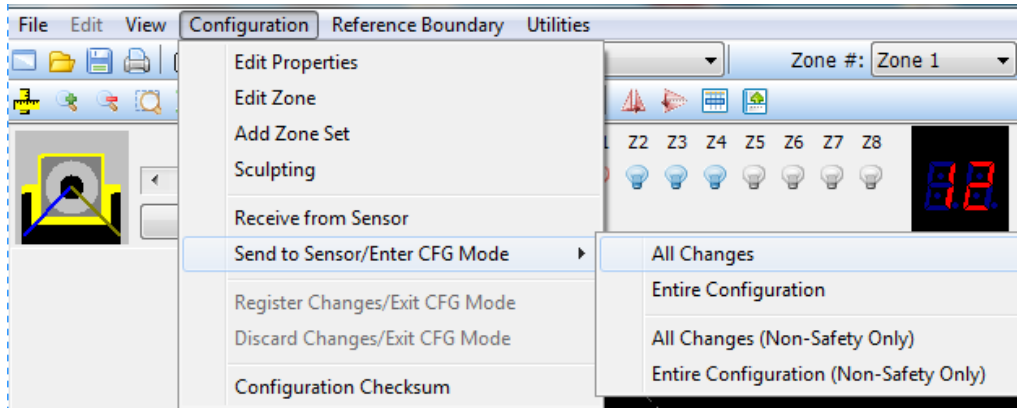 File Edit View Configuration Reference Boundary Utilities
Zone #: Zone 1
Edit Properties
Edit Zone
Add Zone Set
Sculpting
Z2 Z3 Z4 Z5 Z6 Z7 Z8
12
Receive from Sensor
Send to Sensor/Enter CFG Mode
Register Changes/Exit CFG Mode
Discard Changes/Exit CFG Mode
Configuration Checksum
All Changes
Entire Configuration
All Changes (Non-Safety Only)
Entire Configuration (Non-Safety Only)